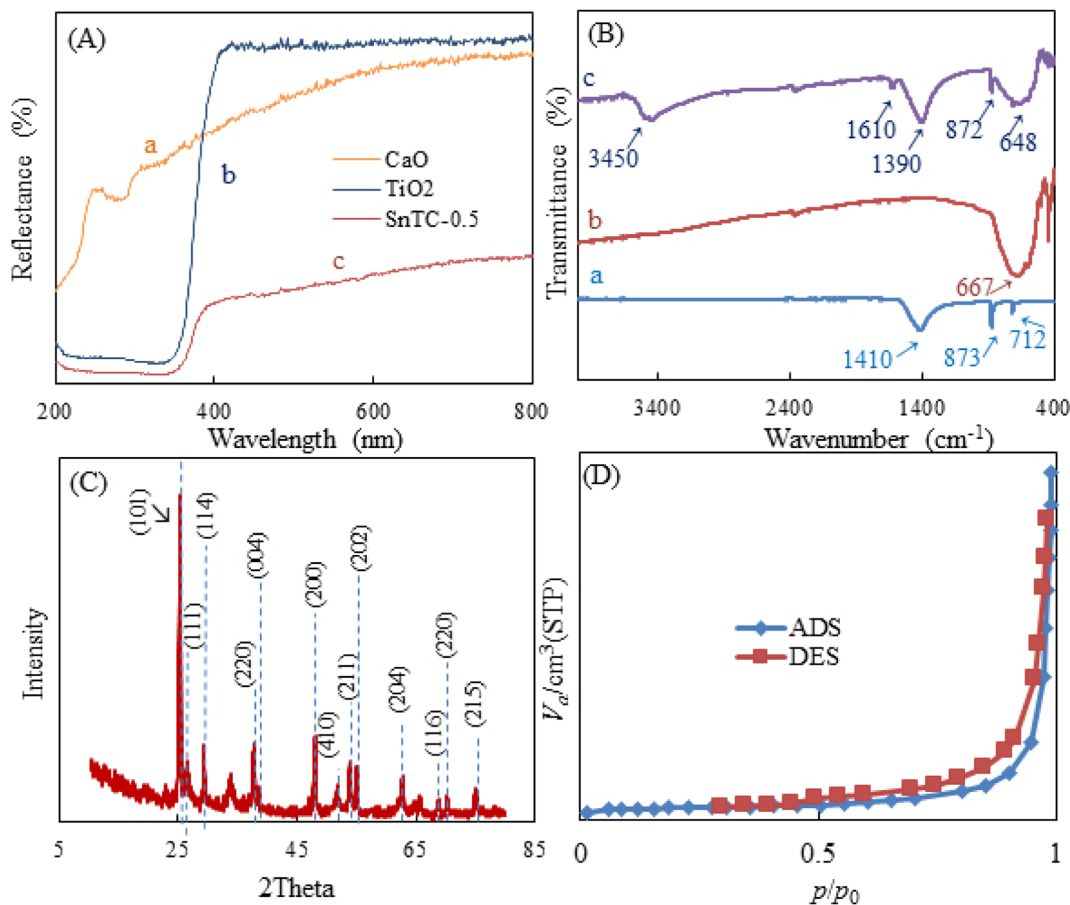 (A)
Reflectance (%)
a
b
c
CaO
TiO2
SnTC-0.5
200
400
600
800
Wavelength (nm)
(B)
Transmittance (%)
c
3450
1610
1390
872
648
b
667
a
1410
873
712
3400
2400
1400
400
Wavenumber (cm-1)
(C)
Intensity
(101)
(111)
(114)
(220)
(004)
(200)
(410)
(211)
(202)
(204)
(116)
(220)
(215)
5
25
45
65
85
2Theta
(D)
Va/cm3(STP)
ADS
DES
0
0.5
1
p/p0